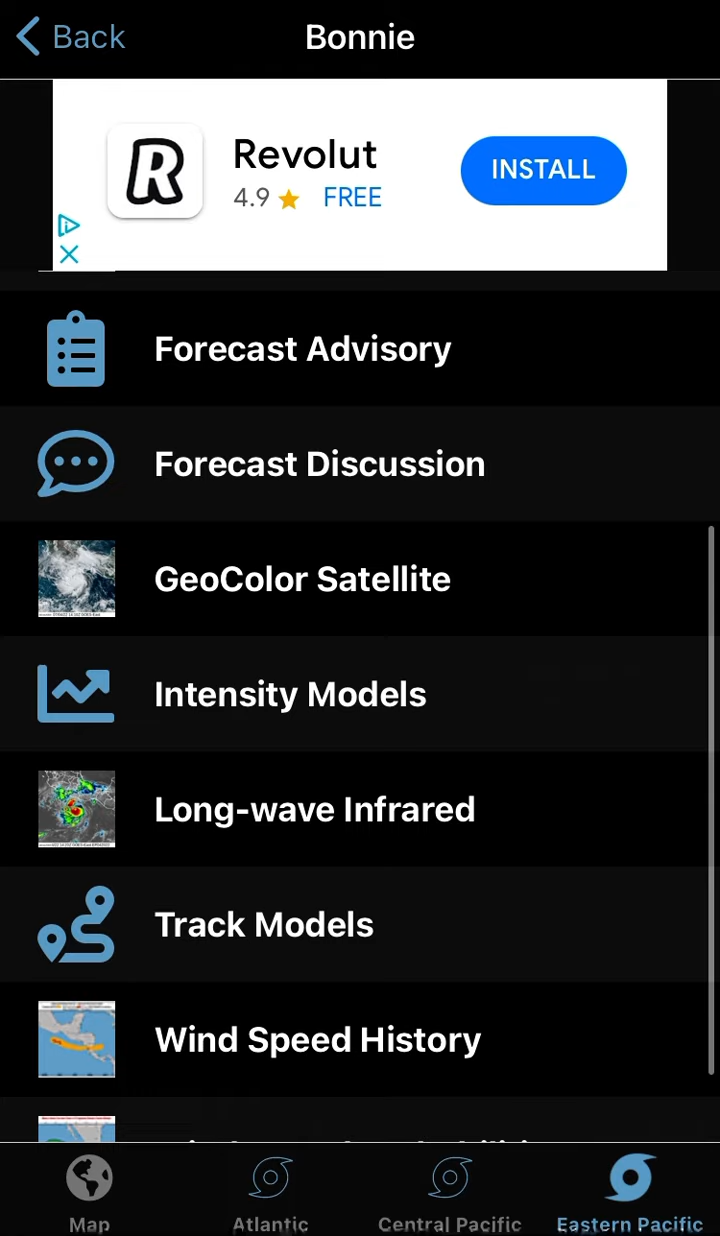 Back
Bonnie
R
Revolut
4.9 ★ FREE
INSTALL
Forecast Advisory
Forecast Discussion
GeoColor Satellite
Intensity Models
Long-wave Infrared
Track Models
Wind Speed History
Map
Atlantic
Central Pacific
Eastern Pacific